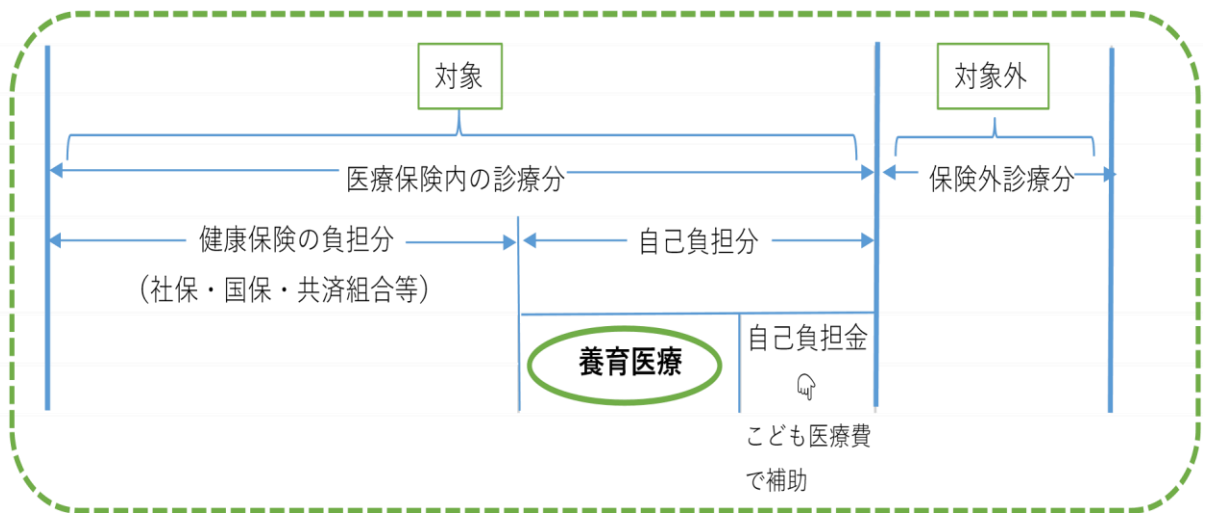 対象
対象外
医療保険内の診療分
保険外診療分
健康保険の負担分
自己負担分
（社保・国保・共済組合等）
養育医療
自己負担金
☟
こども医療費
で補助